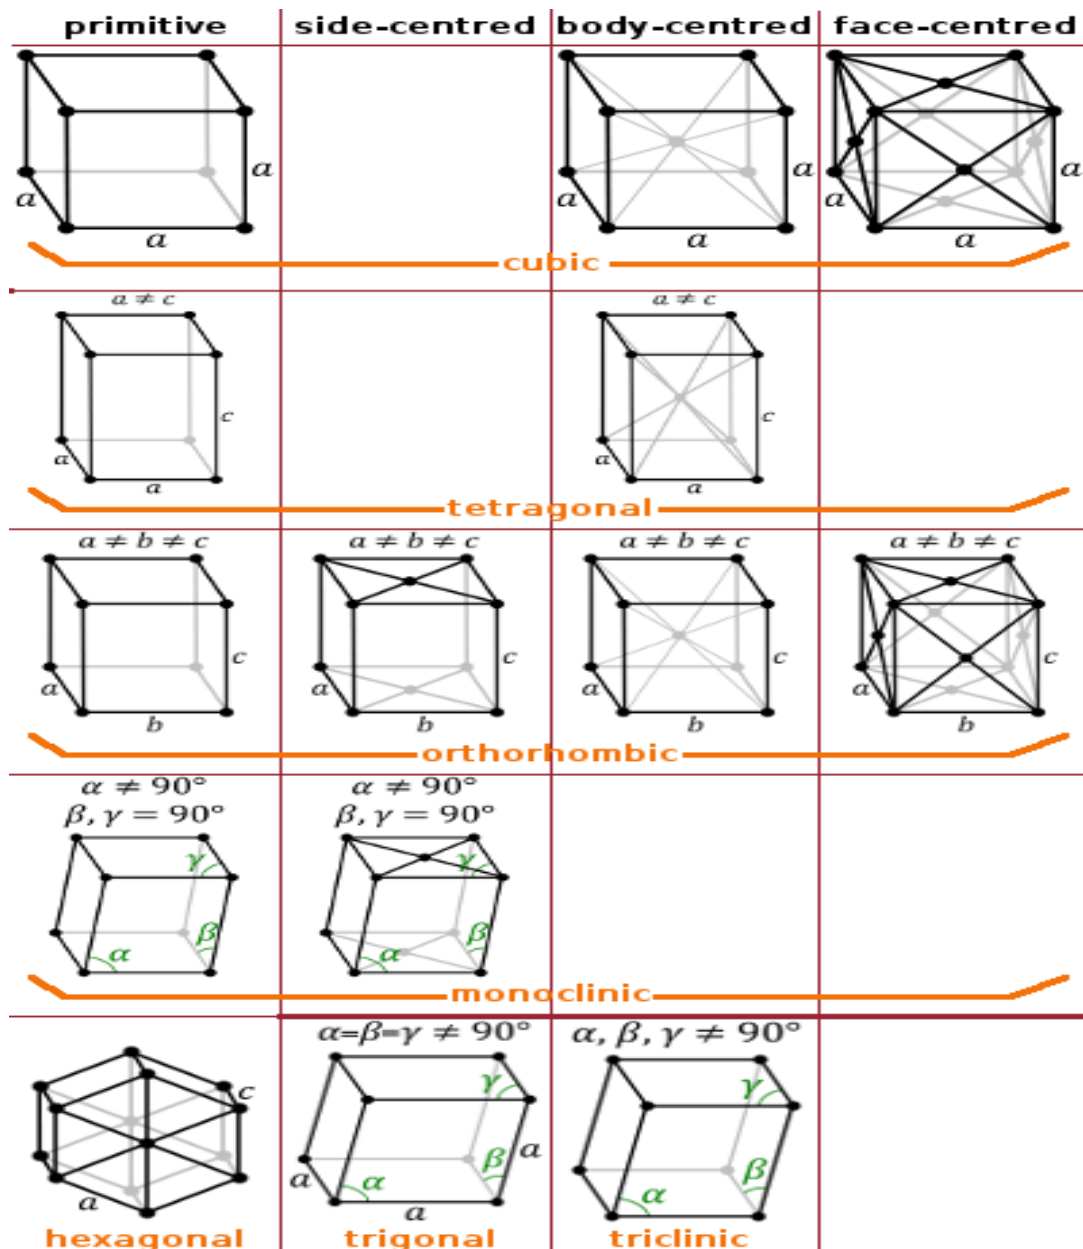 primitive side-centred body-centred face-centred
a a a
a a a
a a a
cubic
a ≠ c a ≠ c
c a a
c a a
tetragonal
a ≠ b ≠ c a ≠ b ≠ c a ≠ b ≠ c a ≠ b ≠ c
c a b
c a b
c a b
c a b
orthorhombic
α ≠ 90° α ≠ 90°
β, γ = 90° β, γ = 90°
γ β α
γ β α
monoclinic
α=β=γ ≠ 90° α, β, γ ≠ 90°
c a
γ β a α a a
γ β α
hexagonal trigonal triclinic